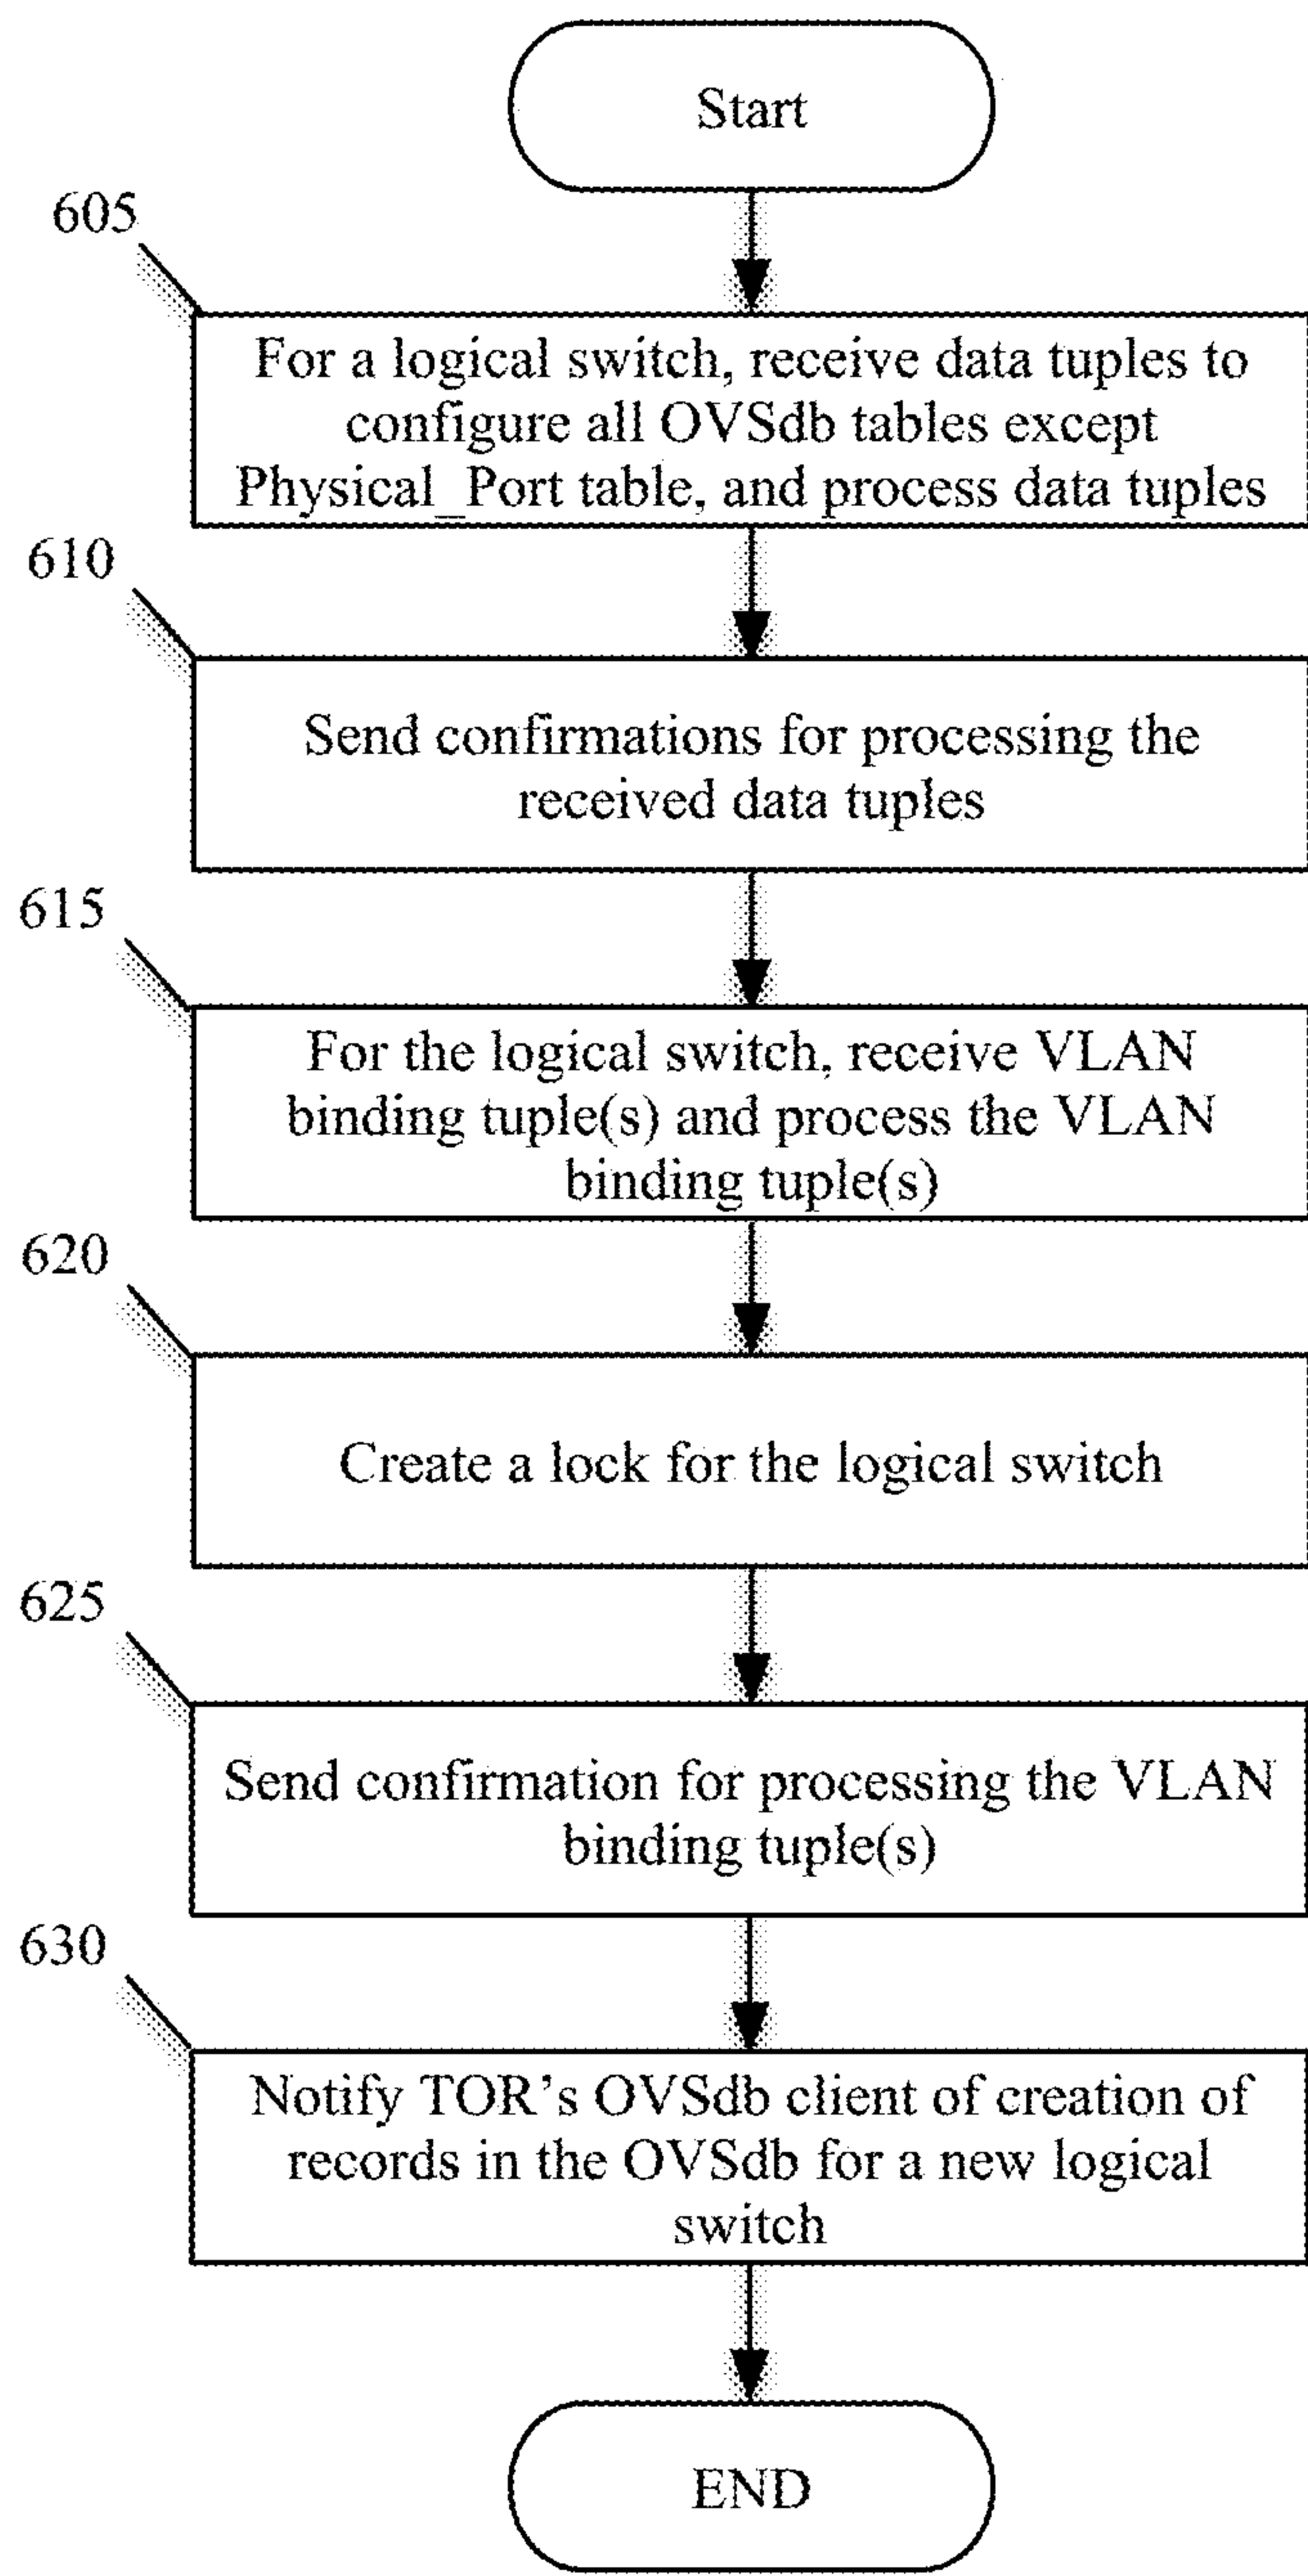 Start
605
For a logical switch, receive data tuples to
configure all OVSdb tables except
Physical_Port table, and process data tuples
610
Send confirmations for processing the
received data tuples
615
For the logical switch, receive VLAN
binding tuple(s) and process the VLAN
binding tuple(s)
620
Create a lock for the logical switch
625
Send confirmation for processing the VLAN
binding tuple(s)
630
Notify TOR's OVSdb client of creation of
records in the OVSdb for a new logical
switch
END